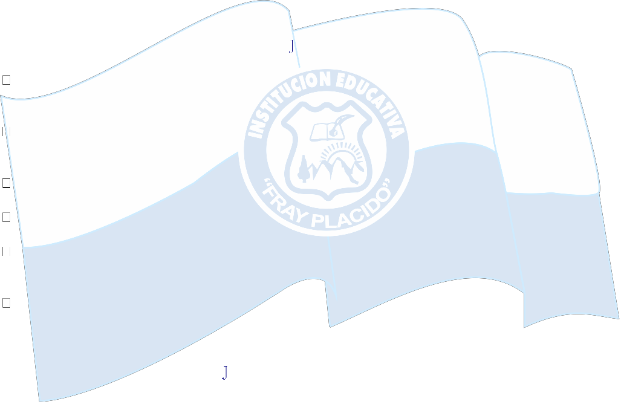 J
INSTITUCION EDUCATIVA
“FRAY PLACIDO”
J